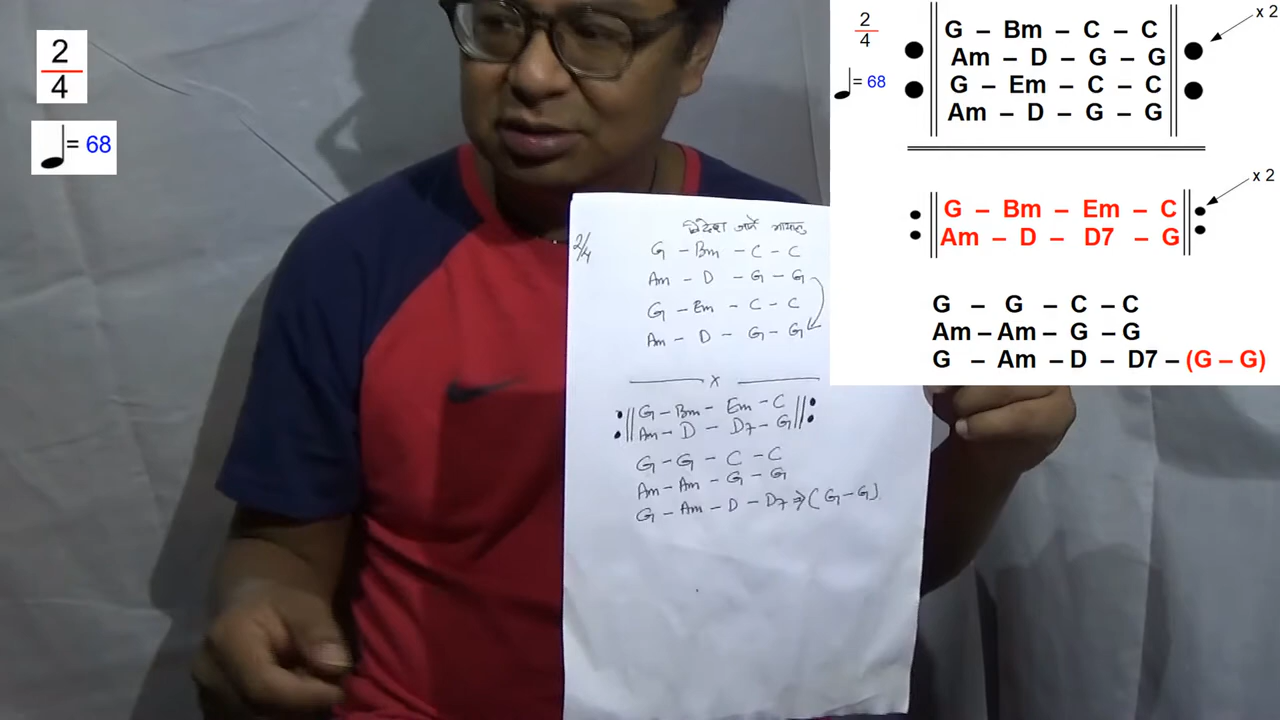 2
4
= 68
2/4
विदेश जाने मायालु
G - Bm - C - C
Am - D - G - G
G - Em - C - C
Am - D - G - G
x
G - Bm - Em - C
Am - D - D7 - G
G - G - C - C
Am - Am - G - G
G - Am - D - D7 ⇒ (G - G)
2
4
= 68
G – Bm – C – C
Am – D – G – G
G – Em – C – C
Am – D – G – G
x 2
G – Bm – Em – C
Am – D – D7 – G
x 2
G – G – C – C
Am – Am – G – G
G – Am – D – D7 – (G – G)